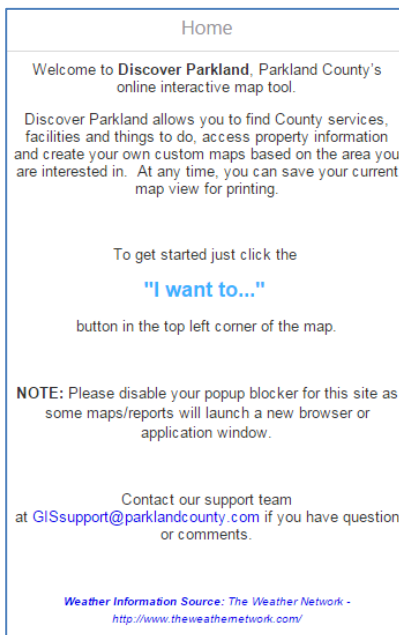 Home
Welcome to Discover Parkland, Parkland County's
online interactive map tool.
Discover Parkland allows you to find County services,
facilities and things to do, access property information
and create your own custom maps based on the area you
are interested in. At any time, you can save your current
map view for printing.
To get started just click the
"I want to..."
button in the top left corner of the map.
NOTE: Please disable your popup blocker for this site as
some maps/reports will launch a new browser or
application window.
Contact our support team
at GISsupport@parklandcounty.com if you have question
or comments.
Weather Information Source: The Weather Network -
http://www.theweathernetwork.com/